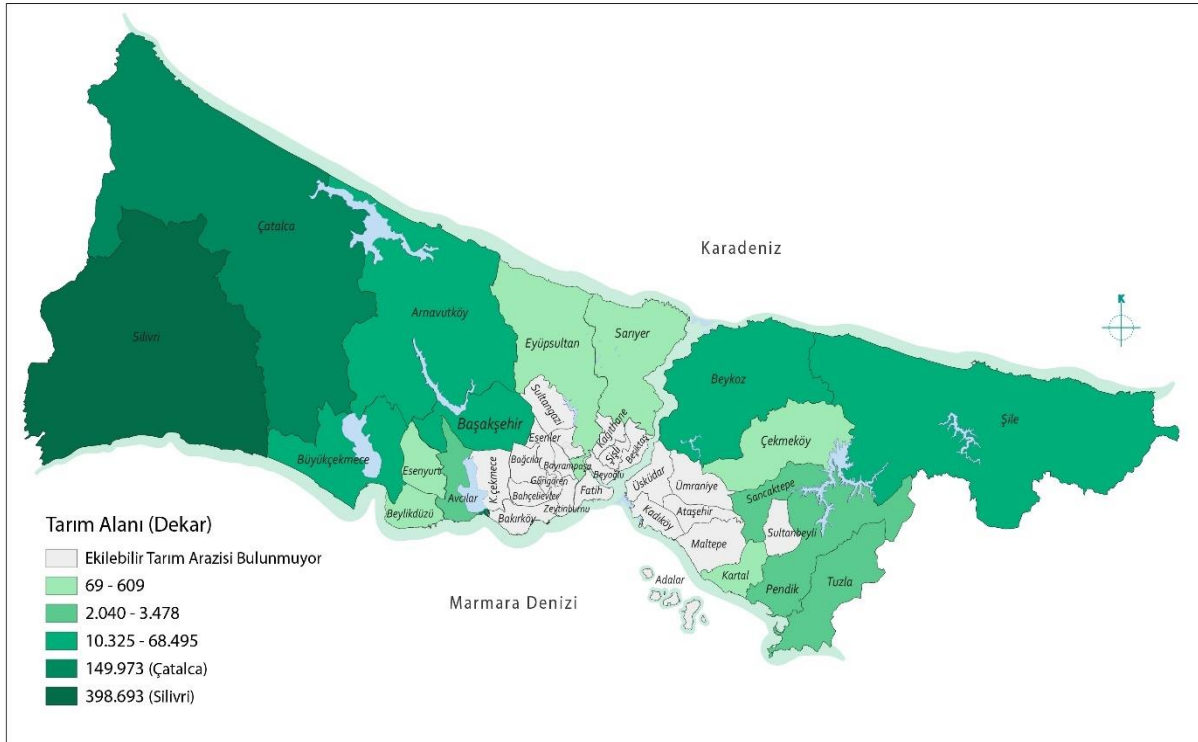 Karadeniz
K
Çatalca
Silivri
Arnavutköy
Eyüpsultan
Sarıyer
Beykoz
Şile
Başakşehir
Sultangazi
Kağıthane
Çekmeköy
Büyükçekmece
Esenyurt
Esenler
Şişli
Beşiktaş
Bağcılar
Bayrampaşa
K.çekmece
Güngören
Beyoğlu
Avcılar
Bahçelievler
Fatih
Üsküdar
Ümraniye
Sancaktepe
Beylikdüzü
Bakırköy
Zeytinburnu
Kadıköy
Ataşehir
Sultanbeyli
Maltepe
Kartal
Pendik
Tuzla
Adalar
Marmara Denizi
Tarım Alanı (Dekar)
Ekilebilir Tarım Arazisi Bulunmuyor
69 - 609
2.040 - 3.478
10.325 - 68.495
149.973 (Çatalca)
398.693 (Silivri)